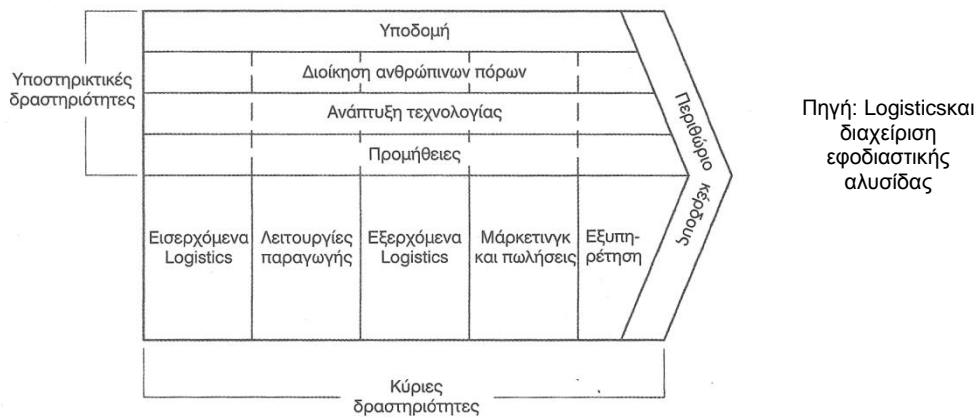 Υποδομή
Διοίκηση ανθρώπινων πόρων
Ανάπτυξη τεχνολογίας
Προμήθειες
Υποστηρικτικές
δραστηριότητες
Εισερχόμενα
Logistics
Λειτουργίες
παραγωγής
Εξερχόμενα
Logistics
Μάρκετινγκ
και πωλήσεις
Εξυπη-
ρέτηση
Περιθώριο κέρδους
Κύριες
δραστηριότητες
Πηγή: Logisticsκαι
διαχείριση
εφοδιαστικής
αλυσίδας